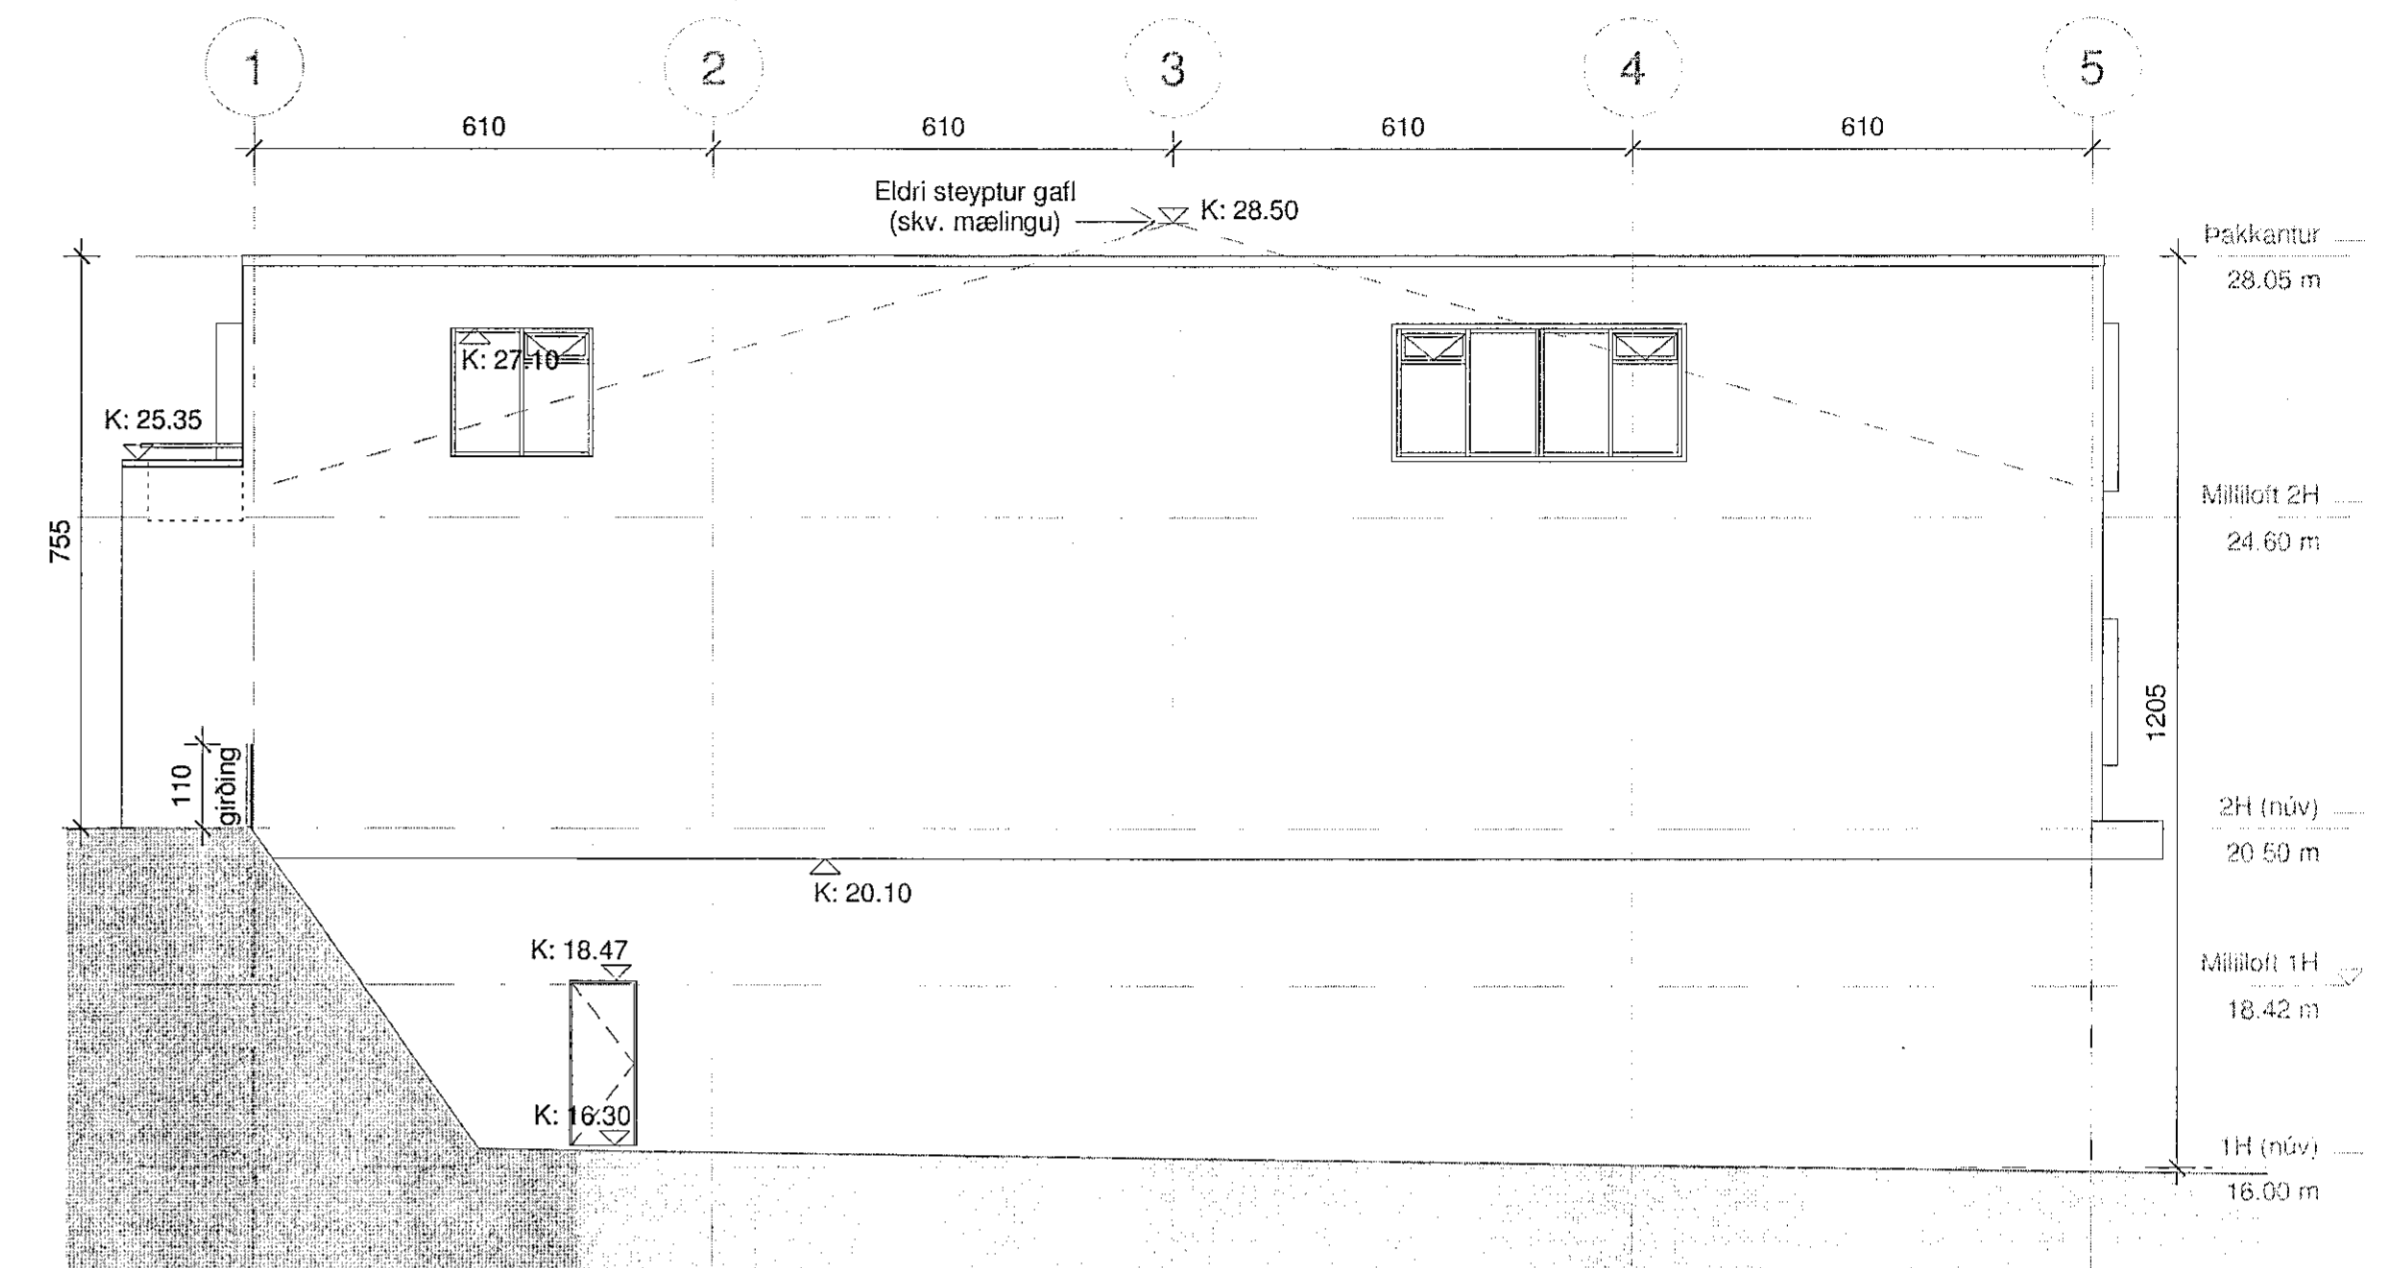 1 2 3 4 5
610 610 610 610
Eldri steyptur gafl
(skv. mælingu)
K: 28.50
Þakkantur
28.05 m
K: 27.10
K: 25.35
Milliloft 2H
24.60 m
755
1205
110
girðing
2H (núv)
20.50 m
K: 20.10
K: 18.47
Milliloft 1H
18.42 m
K: 16.30
1H (núv)
16.00 m